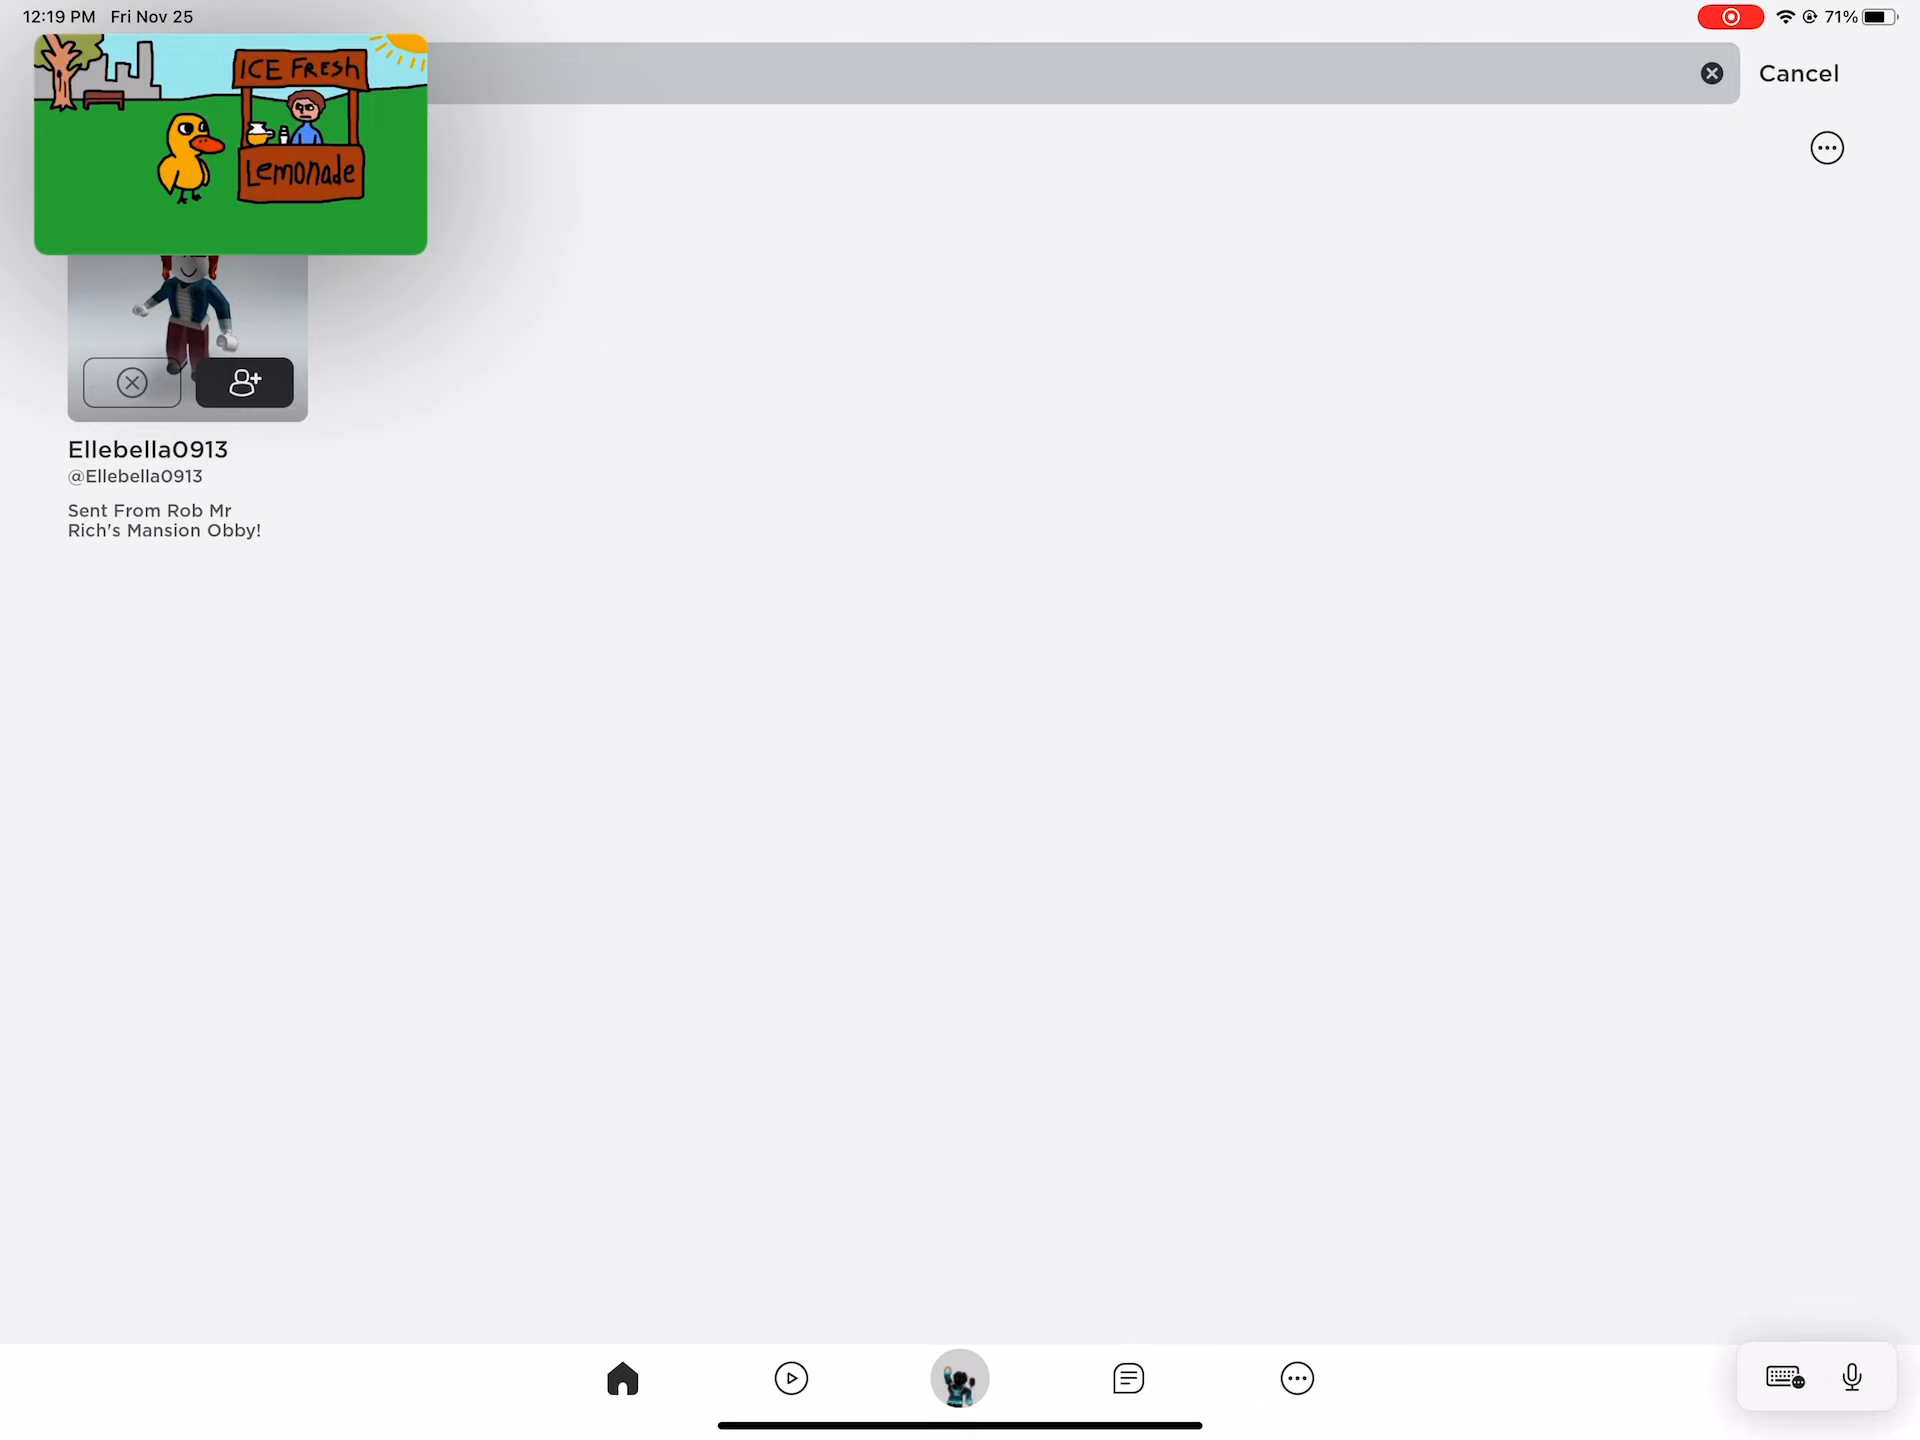 12:19 PM Fri Nov 25
71%
ICE FResh
Lemonade
Cancel
Ellebella0913
@Ellebella0913
Sent From Rob Mr
Rich's Mansion Obby!